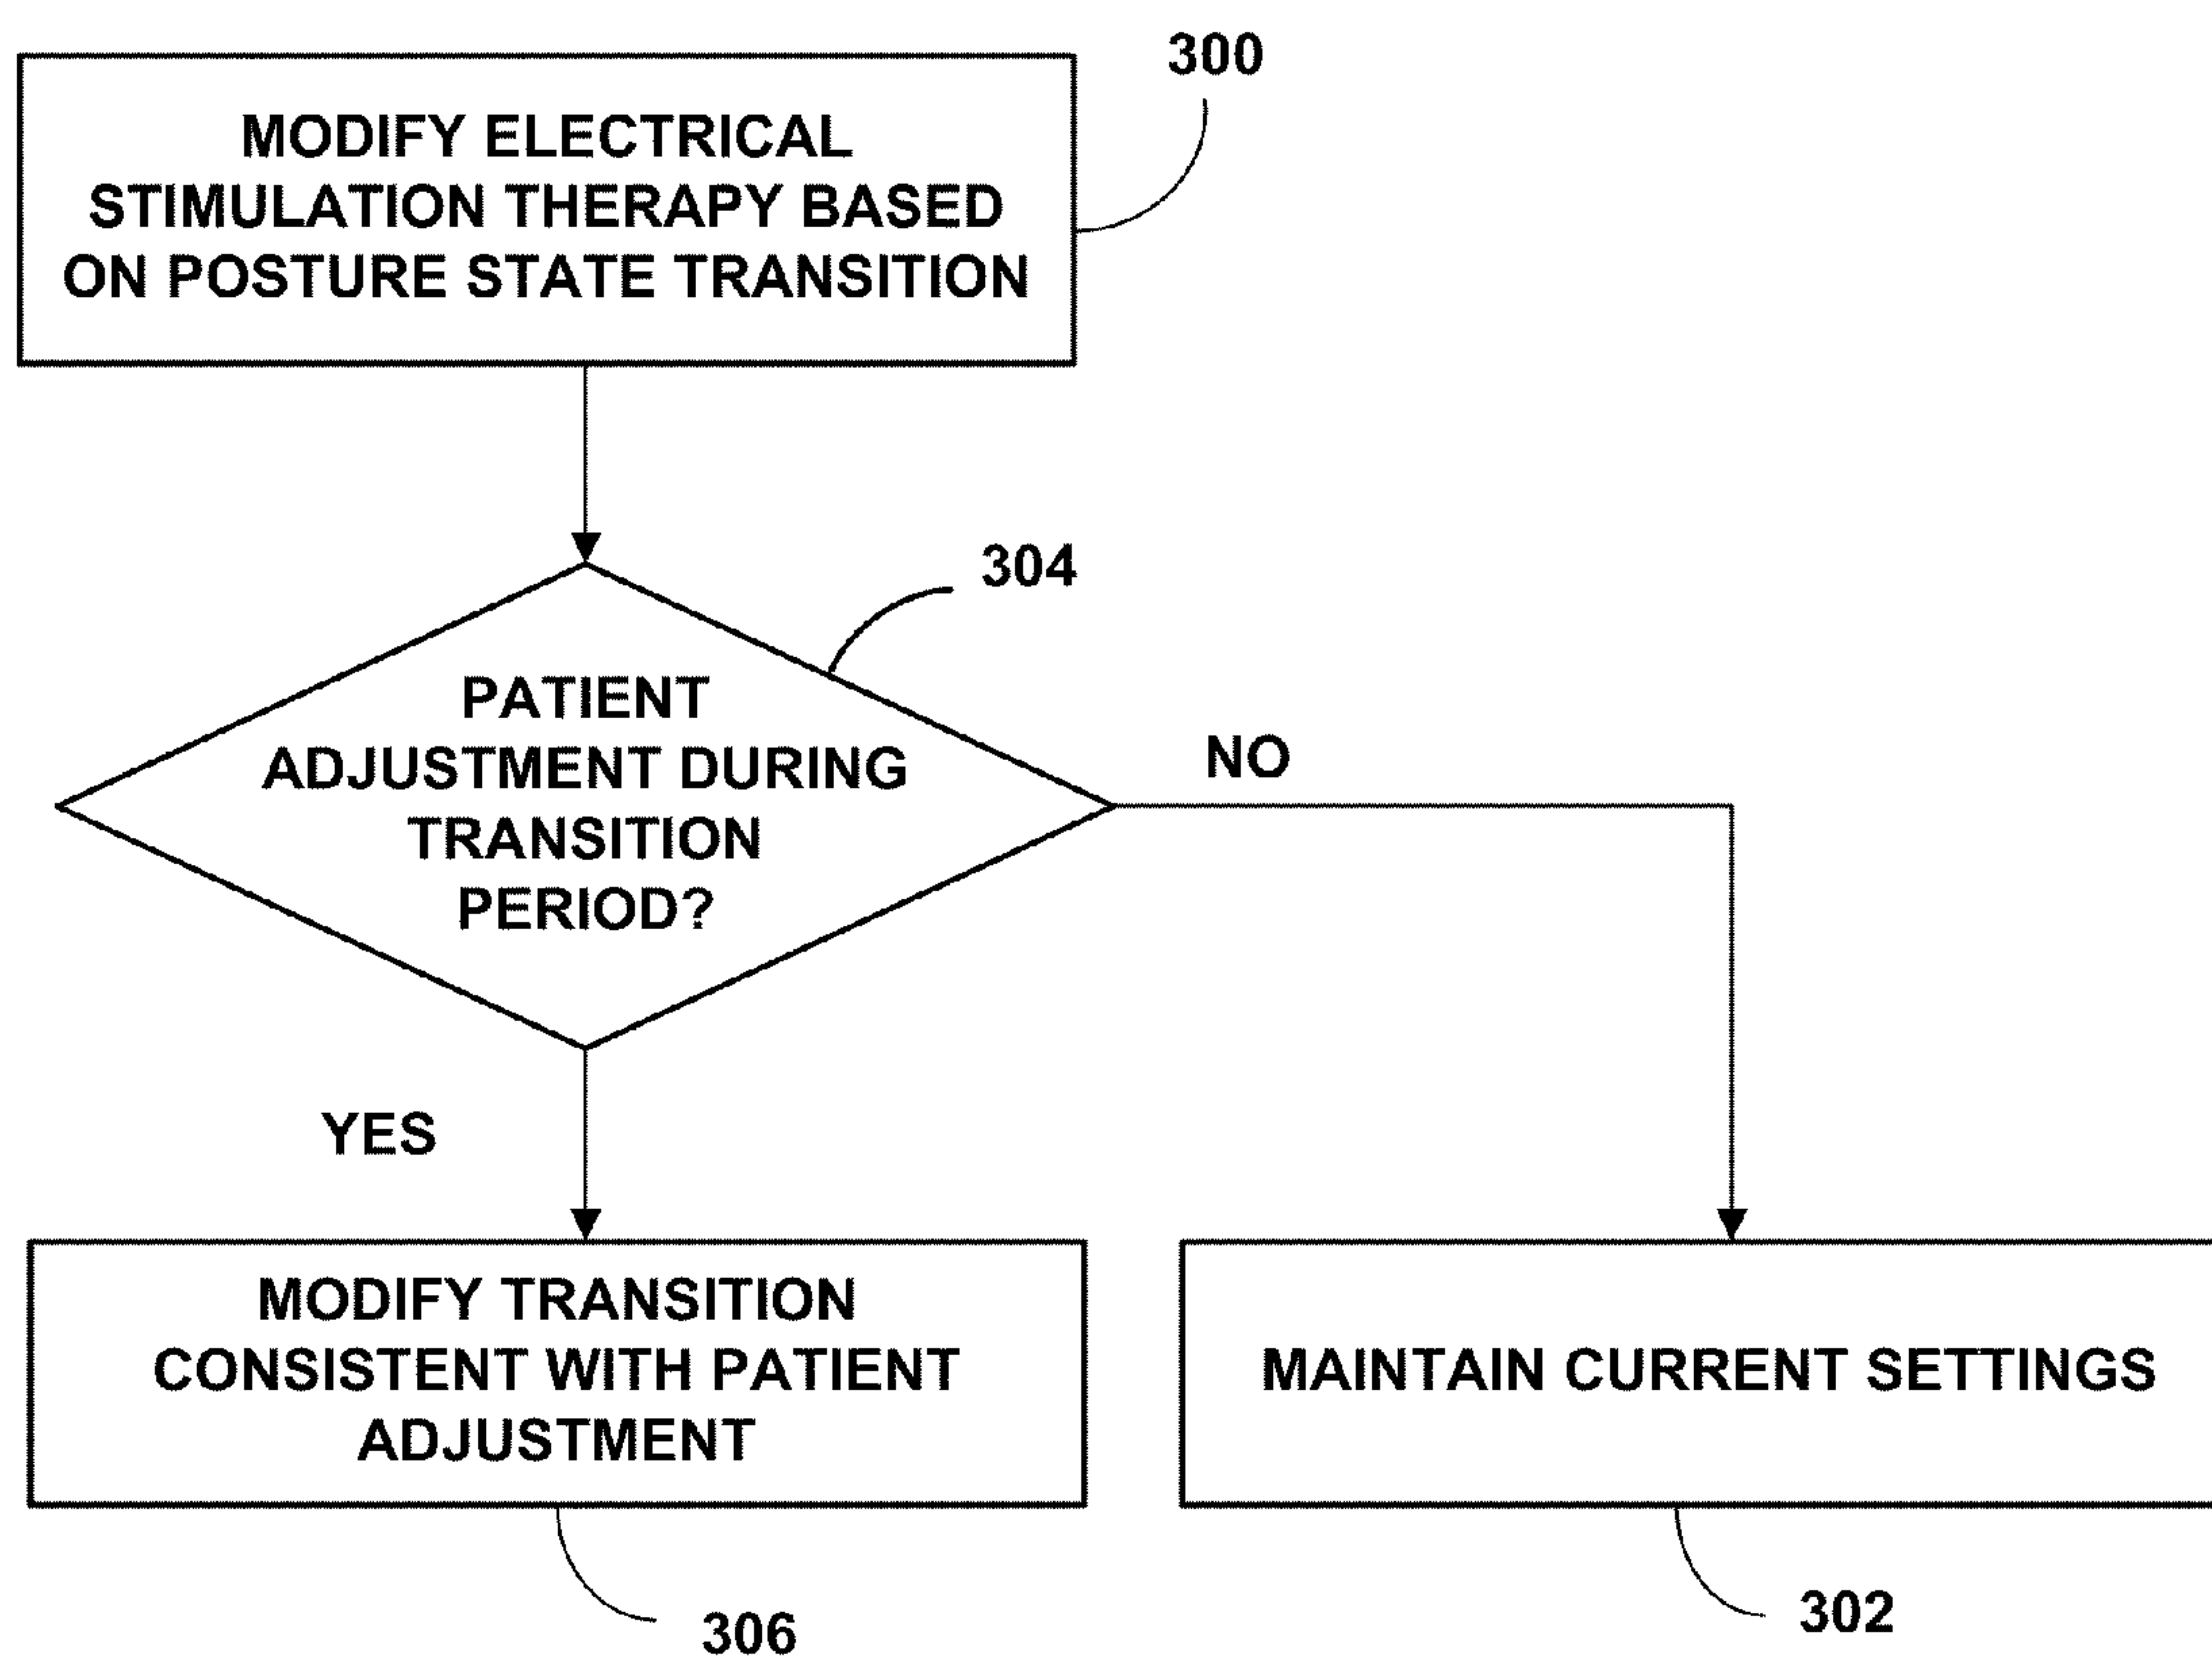 300
MODIFY ELECTRICAL
STIMULATION THERAPY BASED
ON POSTURE STATE TRANSITION
304
PATIENT
ADJUSTMENT DURING
TRANSITION
PERIOD?
NO
YES
MODIFY TRANSITION
CONSISTENT WITH PATIENT
ADJUSTMENT
MAINTAIN CURRENT SETTINGS
306
302